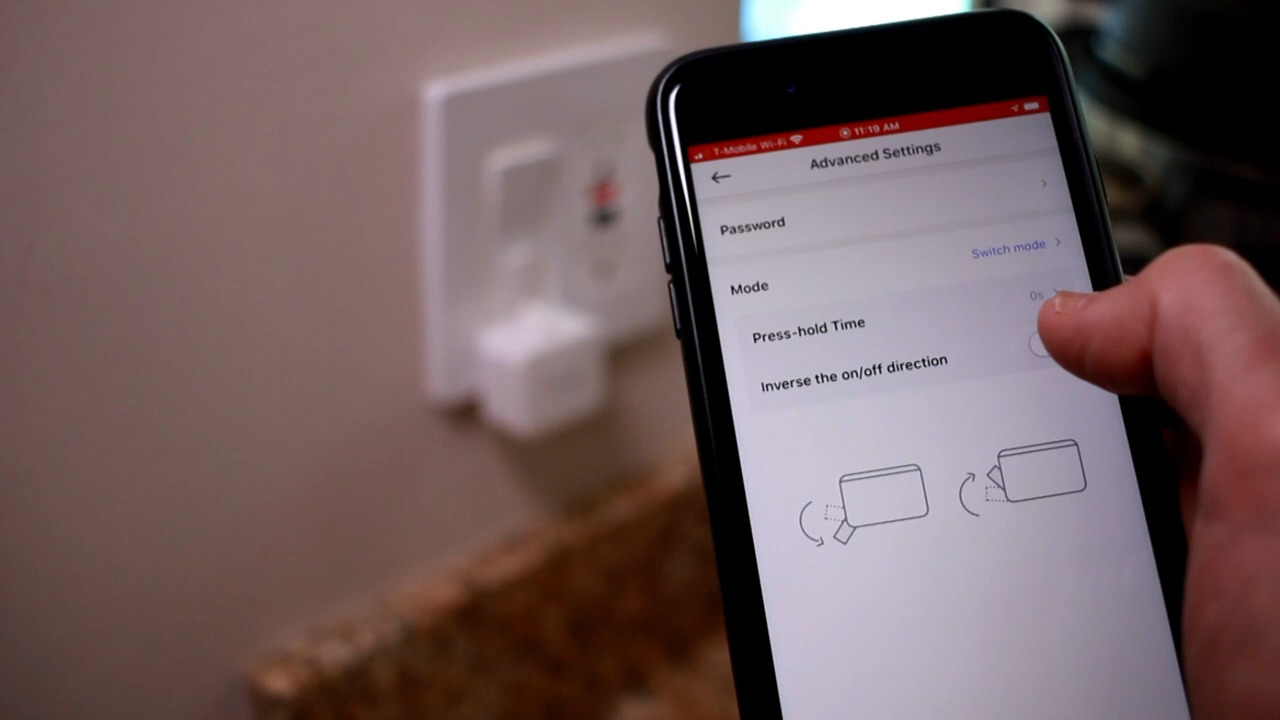 T-Mobile Wi-Fi 11:19 AM
Advanced Settings
Password
Switch mode
Mode
0s
Press-hold Time
Inverse the on/off direction